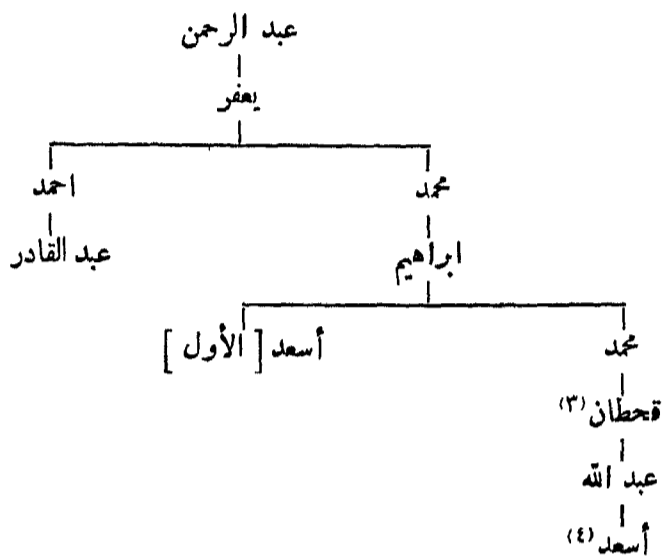 عبد الرحمن
يعفر
محمد احمد
ابراهيم عبد القادر
محمد أسعد [ الأول ]
قحطان (٣)
عبد الله
أسعد (٤)